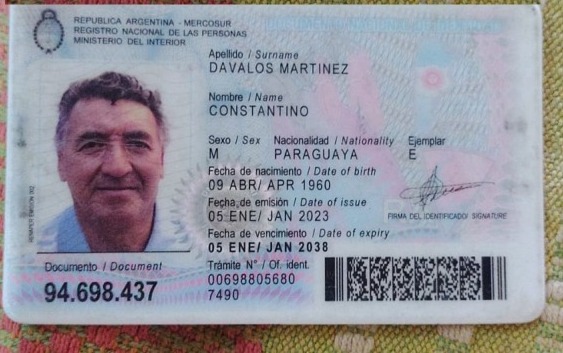 REPUBLICA ARGENTINA - MERCOSUR
REGISTRO NACIONAL DE LAS PERSONAS
MINISTERIO DEL INTERIOR
Apellido / Surname
DAVALOS MARTINEZ
Nombre / Name
CONSTANTINO
Sexo / Sex Nacionalidad / Nationality Ejemplar
M PARAGUAYA E
Fecha de nacimiento / Date of birth
09 ABR/ APR 1960
Fecha de emisión / Date of issue
05 ENE/ JAN 2023
FIRMA DEL IDENTIFICADO/ SIGNATURE
Fecha de vencimiento / Date of expiry
05 ENE/ JAN 2038
Documento / Document
94.698.437
Trámite N° / Of. ident.
00698805680
7490